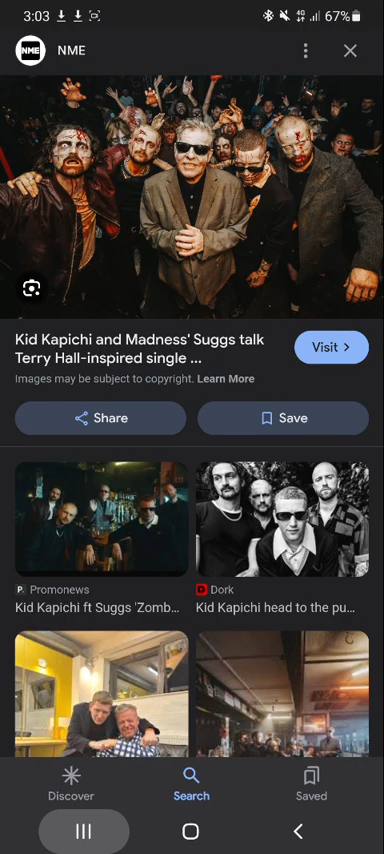 3:03
4G
67%
NME
NME
Kid Kapichi and Madness' Suggs talk
Terry Hall-inspired single ...
Visit
Images may be subject to copyright. Learn More
Share
Save
P. Promonews
Dork
Kid Kapichi ft Suggs 'Zomb...
Kid Kapichi head to the pu...
Discover
Search
Saved